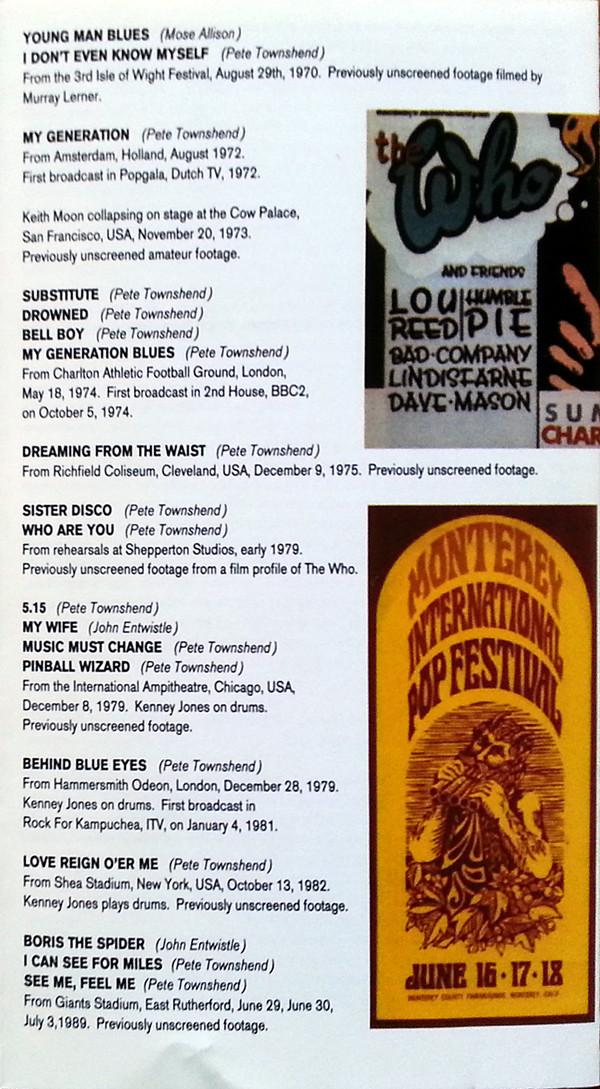 YOUNG MAN BLUES (Mose Allison)
I DON'T EVEN KNOW MYSELF (Pete Townshend)
From the 3rd Isle of Wight Festival, August 29th, 1970. Previously unscreened footage filmed by
Murray Lerner.
MY GENERATION (Pete Townshend)
From Amsterdam, Holland, August 1972.
First broadcast in Popgala, Dutch TV, 1972.
Keith Moon collapsing on stage at the Cow Palace,
San Francisco, USA, November 20, 1973.
Previously unscreened amateur footage.
SUBSTITUTE (Pete Townshend)
DROWNED (Pete Townshend)
BELL BOY (Pete Townshend)
MY GENERATION BLUES (Pete Townshend)
From Charlton Athletic Football Ground, London,
May 18, 1974. First broadcast in 2nd House, BBC2,
on October 5, 1974.
DREAMING FROM THE WAIST (Pete Townshend)
From Richfield Coliseum, Cleveland, USA, December 9, 1975. Previously unscreened footage.
SISTER DISCO (Pete Townshend)
WHO ARE YOU (Pete Townshend)
From rehearsals at Shepperton Studios, early 1979.
Previously unscreened footage from a film profile of The Who.
5.15 (Pete Townshend)
MY WIFE (John Entwistle)
MUSIC MUST CHANGE (Pete Townshend)
PINBALL WIZARD (Pete Townshend)
From the International Ampitheatre, Chicago, USA,
December 8, 1979. Kenney Jones on drums.
Previously unscreened footage.
BEHIND BLUE EYES (Pete Townshend)
From Hammersmith Odeon, London, December 28, 1979.
Kenney Jones on drums. First broadcast in
Rock For Kampuchea, ITV, on January 4, 1981.
LOVE REIGN O'ER ME (Pete Townshend)
From Shea Stadium, New York, USA, October 13, 1982.
Kenney Jones plays drums. Previously unscreened footage.
BORIS THE SPIDER (John Entwistle)
I CAN SEE FOR MILES (Pete Townshend)
SEE ME, FEEL ME (Pete Townshend)
From Giants Stadium, East Rutherford, June 29, June 30,
July 3,1989. Previously unscreened footage.
the Who
AND FRIENDS
LOU REED
HUMBLE PIE
BAD·COMPANY
LINDISFARNE
DAVE·MASON
SUN
CHAR
MONTEREY
INTERNATIONAL
POP FESTIVAL
JUNE 16·17·18
MONTEREY COUNTY FAIRGROUNDS, MONTEREY, CALIF